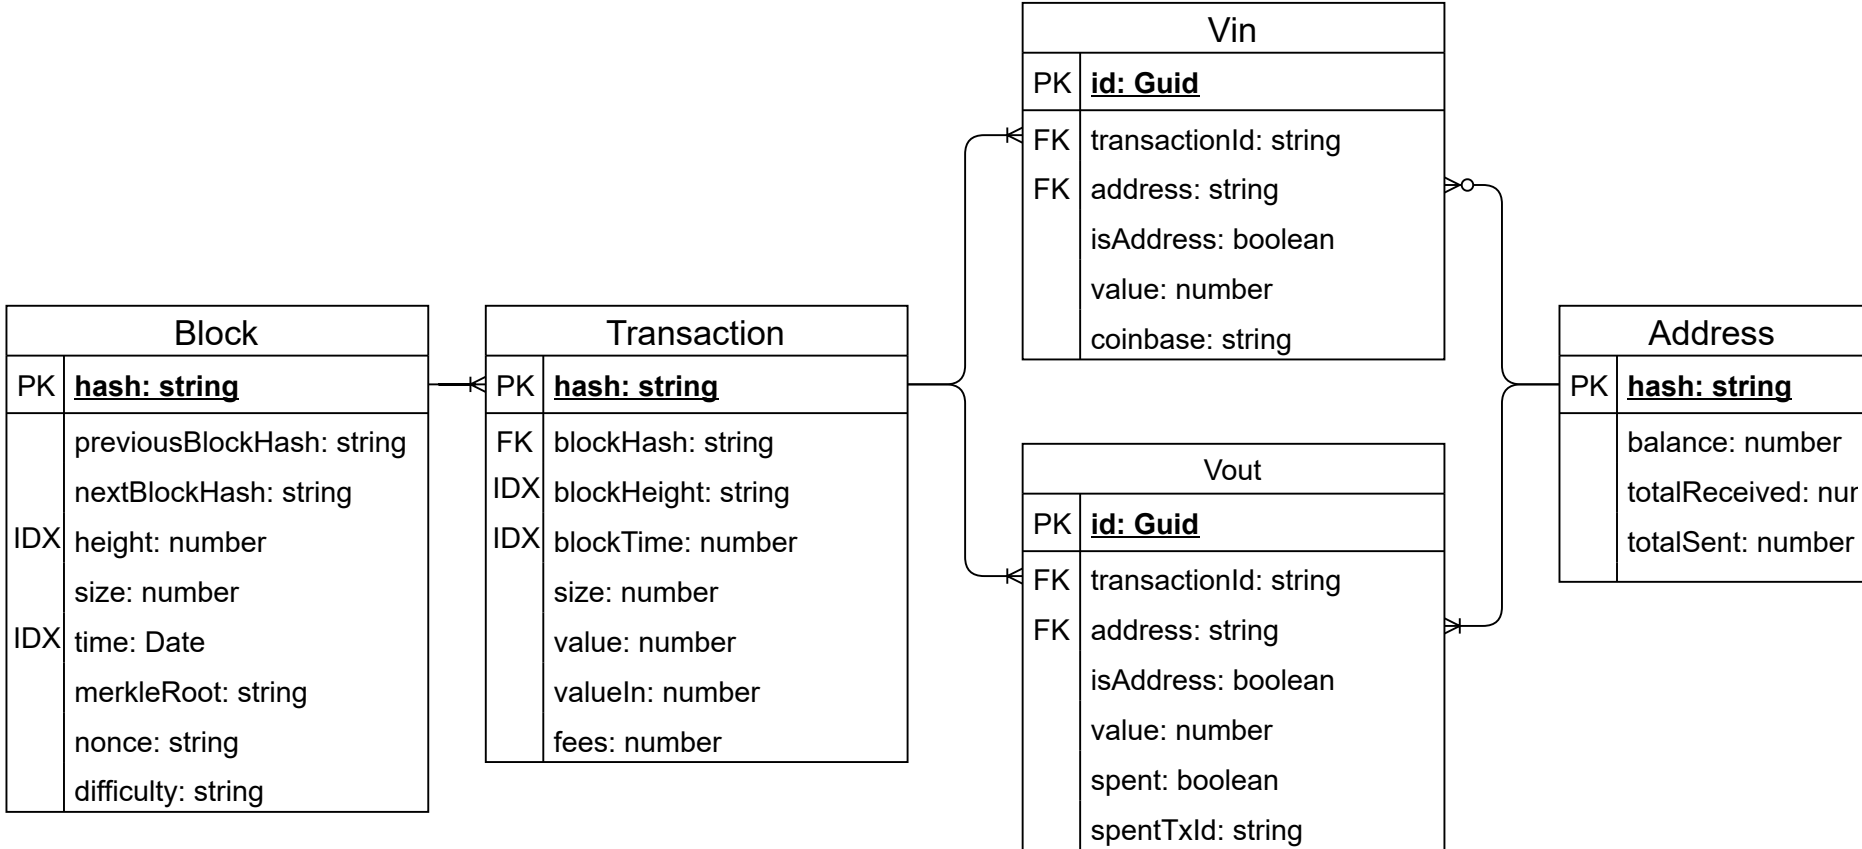 Vin
PK id: Guid
FK transactionId: string
FK address: string
isAddress: boolean
value: number
coinbase: string
Block
PK hash: string
previousBlockHash: string
nextBlockHash: string
IDX height: number
size: number
IDX time: Date
merkleRoot: string
nonce: string
difficulty: string
Transaction
PK hash: string
FK blockHash: string
IDX blockHeight: string
IDX blockTime: number
size: number
value: number
valueIn: number
fees: number
Vout
PK id: Guid
FK transactionId: string
FK address: string
isAddress: boolean
value: number
spent: boolean
spentTxId: string
Address
PK hash: string
balance: number
totalReceived:
totalSent: number